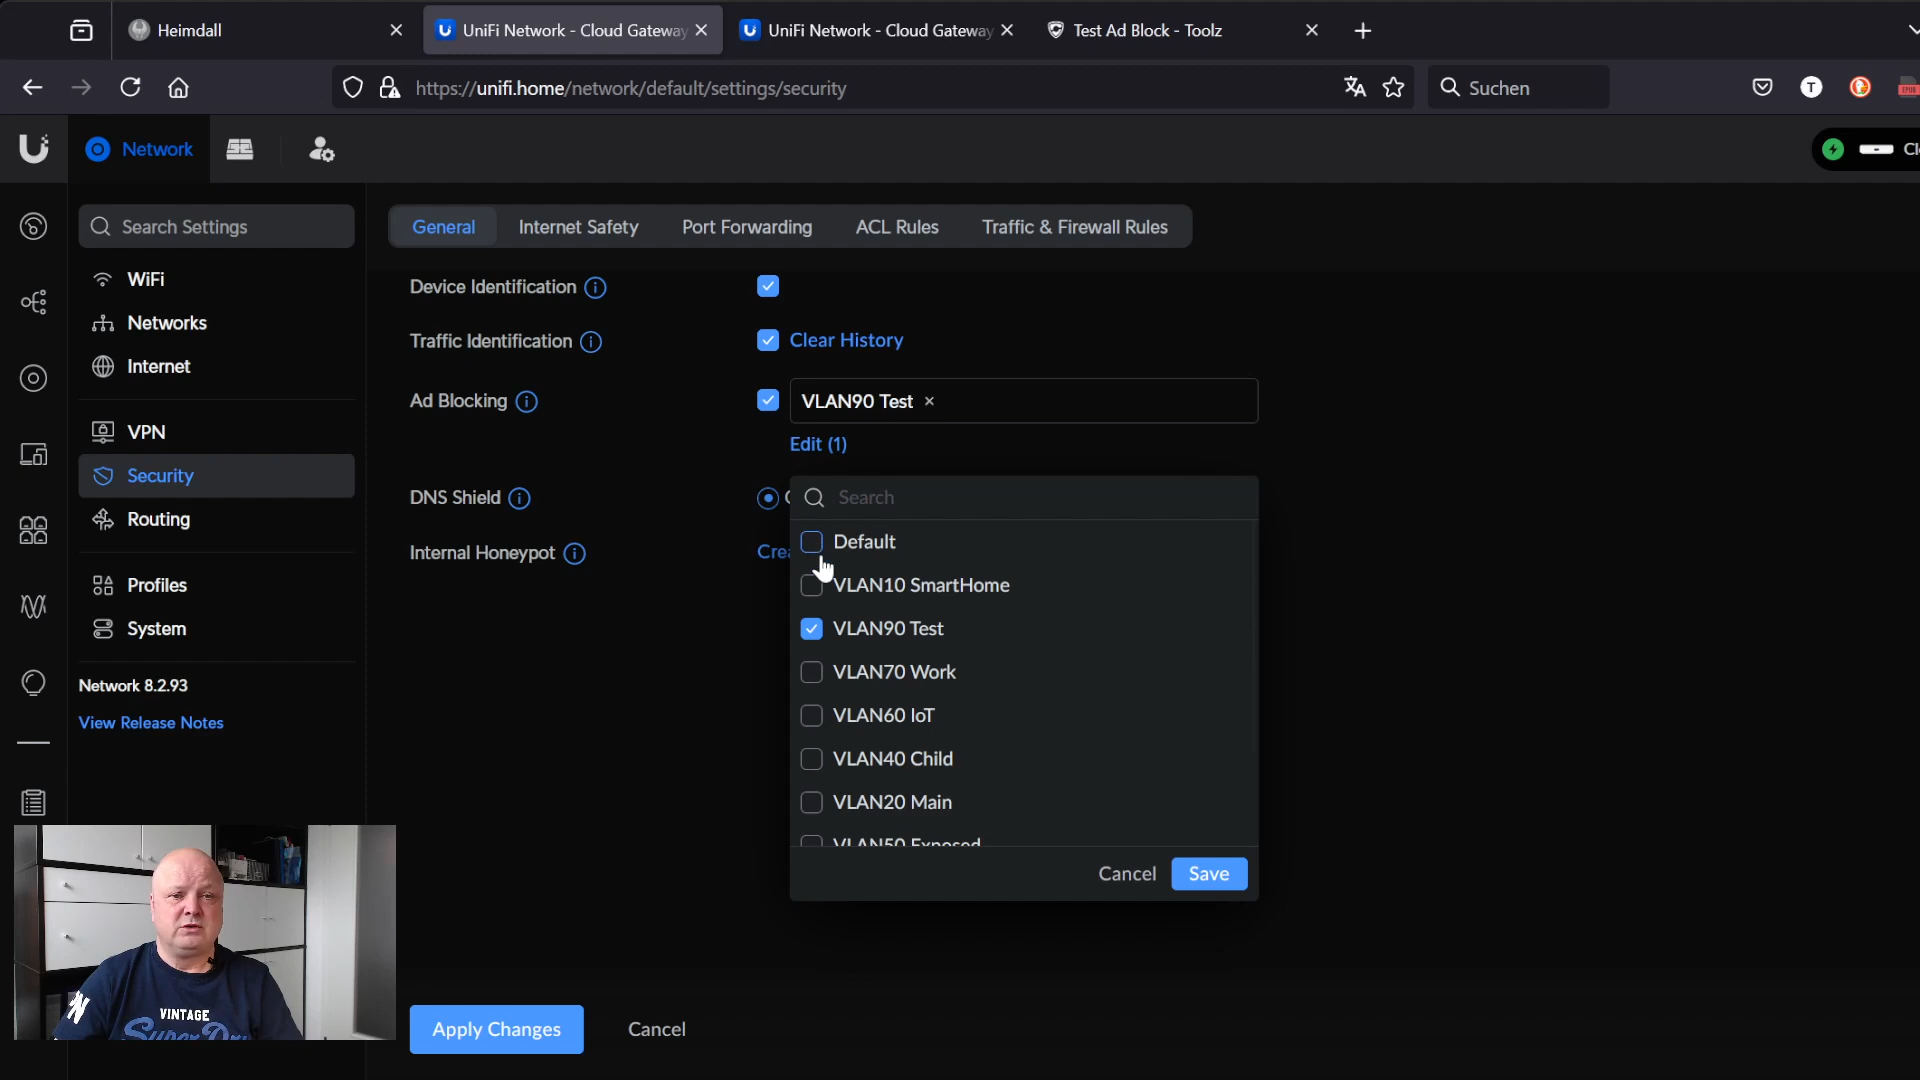 Heimdall
UniFi Network - Cloud Gateway
UniFi Network - Cloud Gateway
Test Ad Block - Toolz
https://unifi.home/network/default/settings/security
Suchen
Network
Search Settings
General
Internet Safety
Port Forwarding
ACL Rules
Traffic & Firewall Rules
WiFi
Networks
Internet
VPN
Security
Routing
Profiles
System
Network 8.2.93
View Release Notes
Device Identification
Traffic Identification
Clear History
Ad Blocking
VLAN90 Test
Edit (1)
DNS Shield
Internal Honeypot
Search
Default
VLAN10 SmartHome
VLAN90 Test
VLAN70 Work
VLAN60 IoT
VLAN40 Child
VLAN20 Main
VLAN50 Exposed
Cancel
Save
Apply Changes
Cancel
VINTAGE